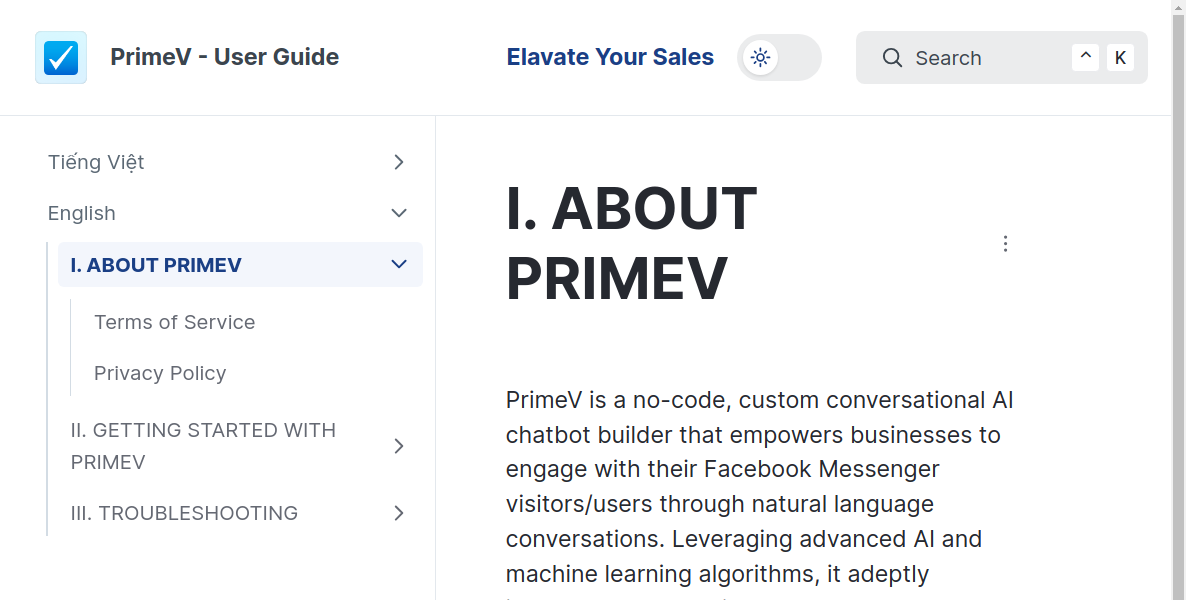 PrimeV - User Guide
Elavate Your Sales
Search
^ K
Tiếng Việt
English
I. ABOUT PRIMEV
Terms of Service
Privacy Policy
II. GETTING STARTED WITH
PRIMEV
III. TROUBLESHOOTING
I. ABOUT
PRIMEV
PrimeV is a no-code, custom conversational AI
chatbot builder that empowers businesses to
engage with their Facebook Messenger
visitors/users through natural language
conversations. Leveraging advanced AI and
machine learning algorithms, it adeptly